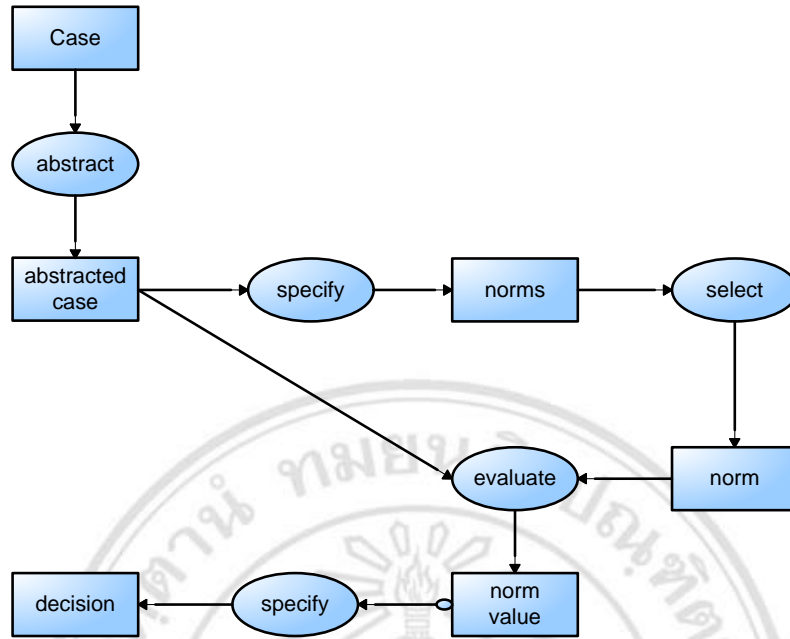 Case
abstract
abstracted
case
specify
norms
select
evaluate
norm
decision
specify
norm
value